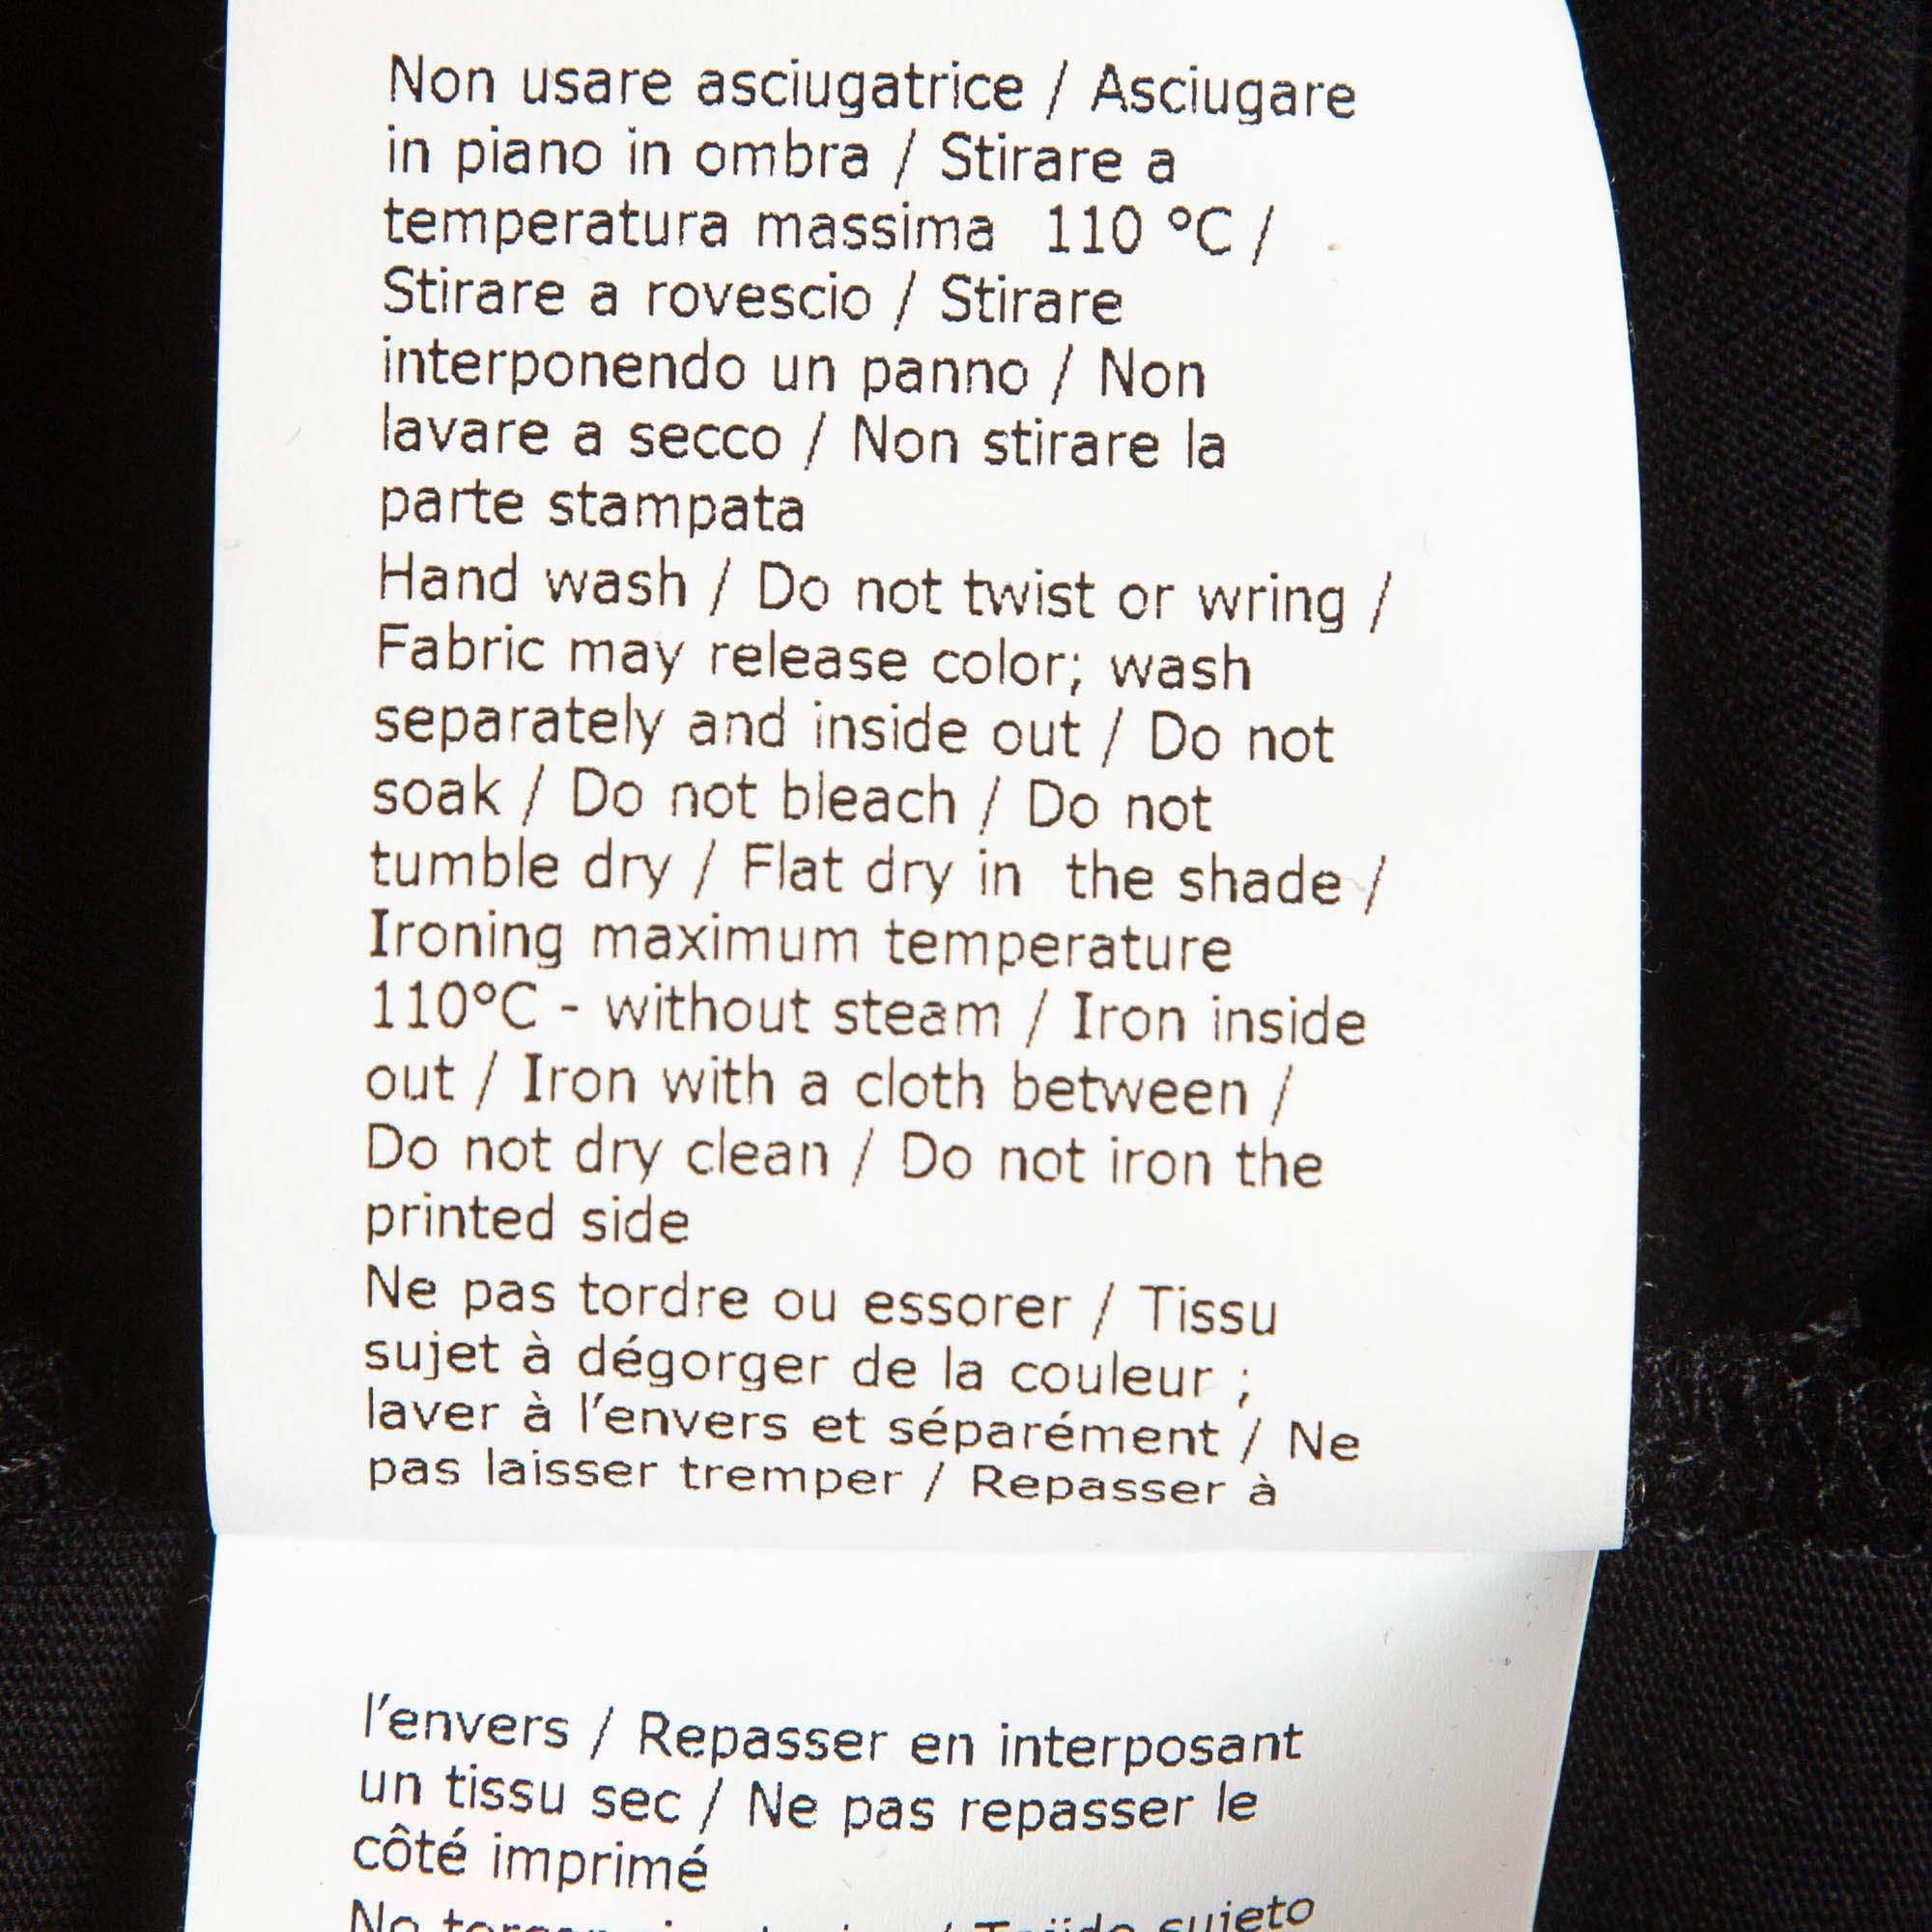 Non usare asciugatrice / Asciugare
in piano in ombra / Stirare a
temperatura massima  110 °C /
Stirare a rovescio / Stirare
interponendo un panno / Non
lavare a secco / Non stirare la
parte stampata
Hand wash / Do not twist or wring /
Fabric may release color; wash
separately and inside out / Do not
soak / Do not bleach / Do not
tumble dry / Flat dry in  the shade /
Ironing maximum temperature
110°C - without steam / Iron inside
out / Iron with a cloth between /
Do not dry clean / Do not iron the
printed side
Ne pas tordre ou essorer / Tissu
sujet à dégorger de la couleur ;
laver à l'envers et séparément / Ne
pas laisser tremper / Repasser à
l'envers / Repasser en interposant
un tissu sec / Ne pas repasser le
côté imprimé
No / Tejido sujeto